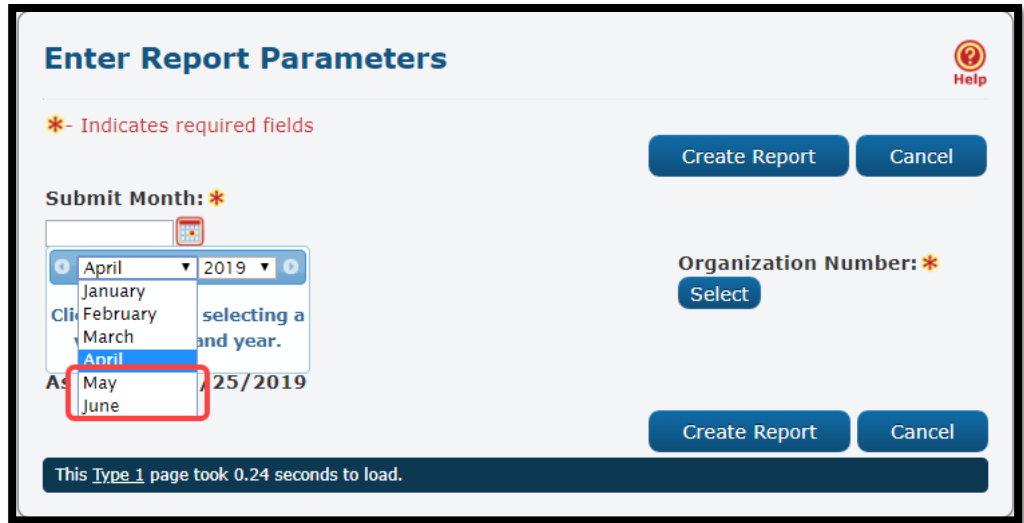 Enter Report Parameters
Help
*- Indicates required fields
Create Report Cancel
Submit Month: *
April 2019
January
February
March
April
May
June
Cli selecting a
and year.
As /25/2019
Organization Number: *
Select
Create Report Cancel
This Type 1 page took 0.24 seconds to load.